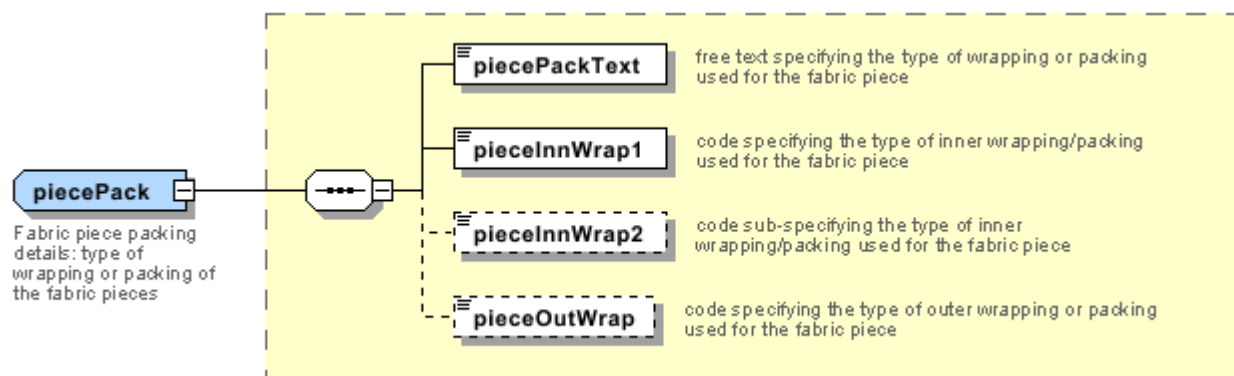 piecePackText
free text specifying the type of wrapping or packing
used for the fabric piece
pieceInnWrap1
code specifying the type of inner wrapping/packing
used for the fabric piece
piecePack
Fabric piece packing
details: type of
wrapping or packing of
the fabric pieces
pieceInnWrap2
code sub-specifying the type of inner
wrapping/packing used for the fabric piece
pieceOutWrap
code specifying the type of outer wrapping or packing
used for the fabric piece